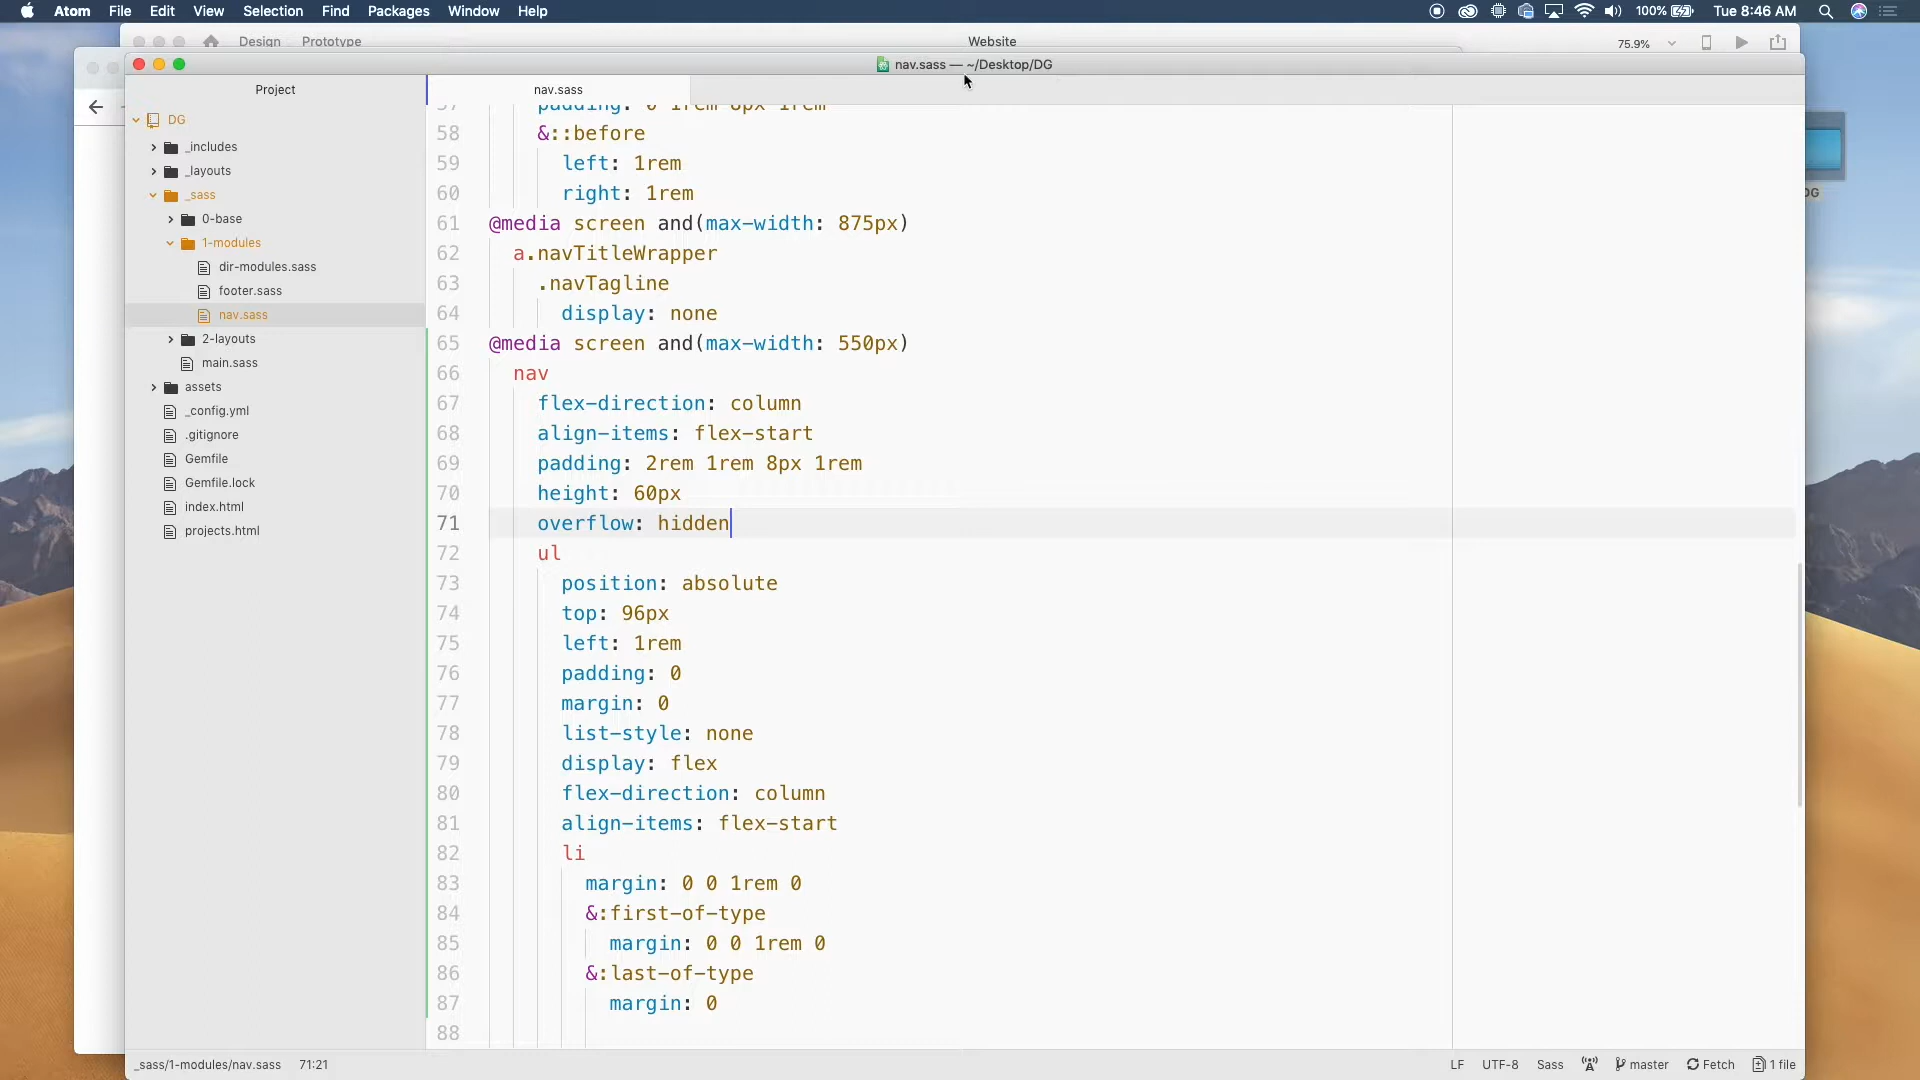 Atom File Edit View Selection Find Packages Window Help
100% Tue 8:46 AM
Design Prototype Website 75.9%
nav.sass — ~/Desktop/DG
Project
nav.sass
DG
_includes
_layouts
_sass
0-base
1-modules
dir-modules.sass
footer.sass
nav.sass
2-layouts
main.sass
assets
_config.yml
.gitignore
Gemfile
Gemfile.lock
index.html
projects.html
57 padding: 0 1rem 8px 1rem
58 &::before
59 left: 1rem
60 right: 1rem
61 @media screen and(max-width: 875px)
62 a.navTitleWrapper
63 .navTagline
64 display: none
65 @media screen and(max-width: 550px)
66 nav
67 flex-direction: column
68 align-items: flex-start
69 padding: 2rem 1rem 8px 1rem
70 height: 60px
71 overflow: hidden
72 ul
73 position: absolute
74 top: 96px
75 left: 1rem
76 padding: 0
77 margin: 0
78 list-style: none
79 display: flex
80 flex-direction: column
81 align-items: flex-start
82 li
83 margin: 0 0 1rem 0
84 &:first-of-type
85 margin: 0 0 1rem 0
86 &:last-of-type
87 margin: 0
88
DG
_sass/1-modules/nav.sass 71:21
LF UTF-8 Sass master Fetch 1 file